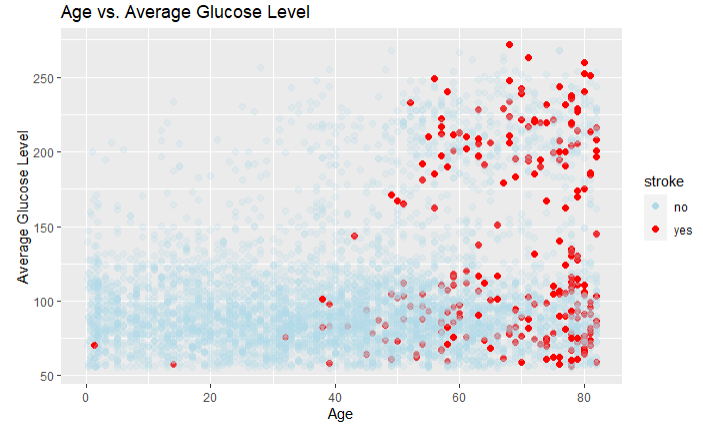 Age vs. Average Glucose Level
250
200
150
100
50
Average Glucose Level
0
20
40
60
80
Age
stroke
no
yes